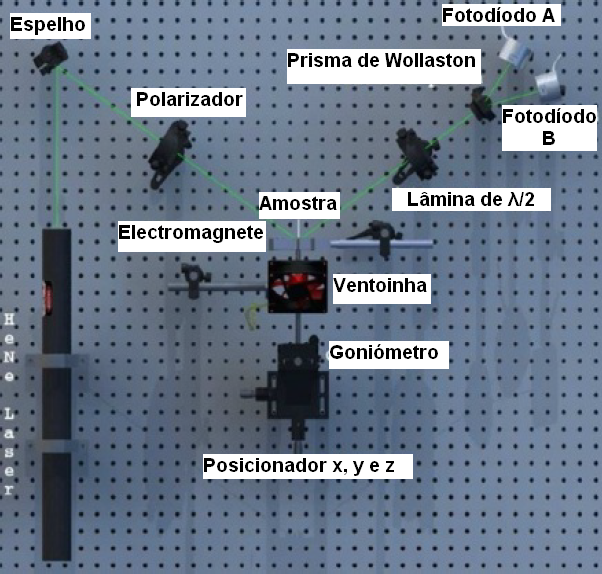 Espelho
Fotodíodo A
Prisma de Wollaston
Polarizador
Fotodíodo
B
Lâmina de λ/2
Amostra
Electromagnete
Ventoinha
Goniómetro
HeNe Laser
Posicionador x, y e z